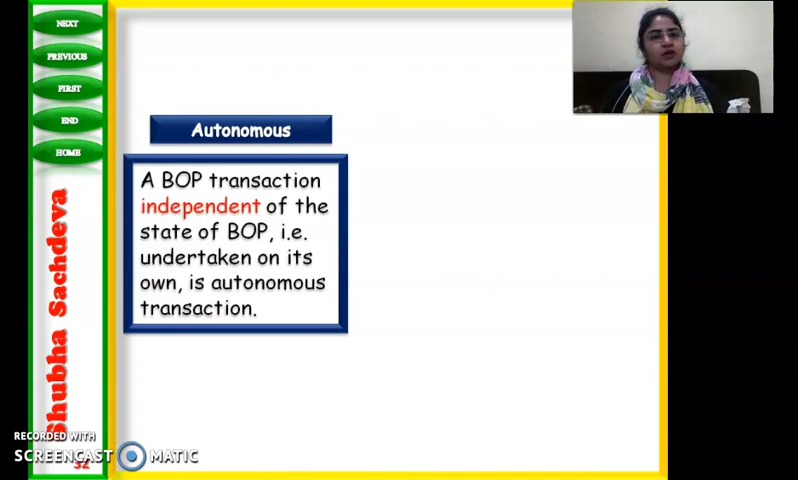 NEXT
PREVIOUS
FIRST
END
HOME
Shubha Sachdeva
Autonomous
A BOP transaction
independent of the
state of BOP, i.e.
undertaken on its
own, is autonomous
transaction.
RECORDED WITH
SCREENCAST MATIC
32